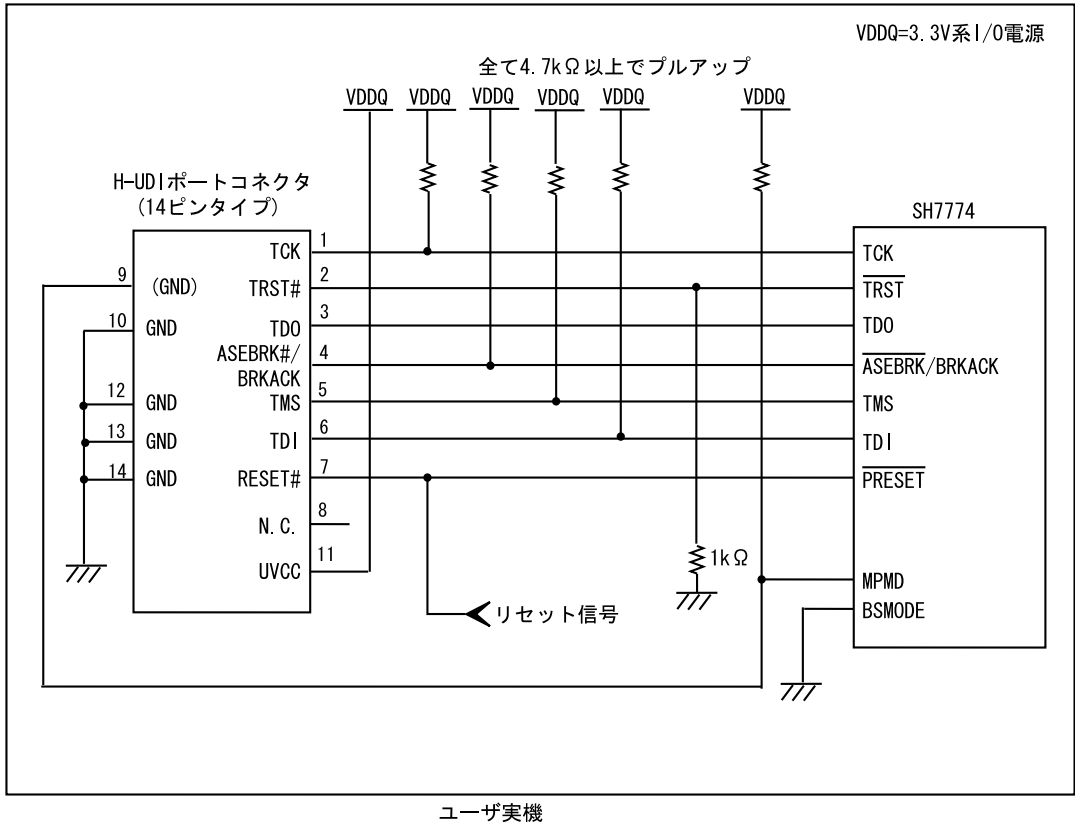 VDDQ=3.3V系I/O電源
全て4.7kΩ以上でプルアップ
VDDQ VDDQ VDDQ VDDQ VDDQ VDDQ
H-UDIポートコネクタ
(14ピンタイプ)
SH7774
TCK 1 TCK
9 (GND) TRST# 2 TRST
10 GND TDO 3 TDO
ASEBRK#/ 4 ASEBRK/BRKACK
BRKACK
12 GND TMS 5 TMS
13 GND TDI 6 TDI
14 GND RESET# 7 PRESET
N.C. 8
UVCC 11
1kΩ
MPMD
BSMODE
リセット信号
ユーザ実機